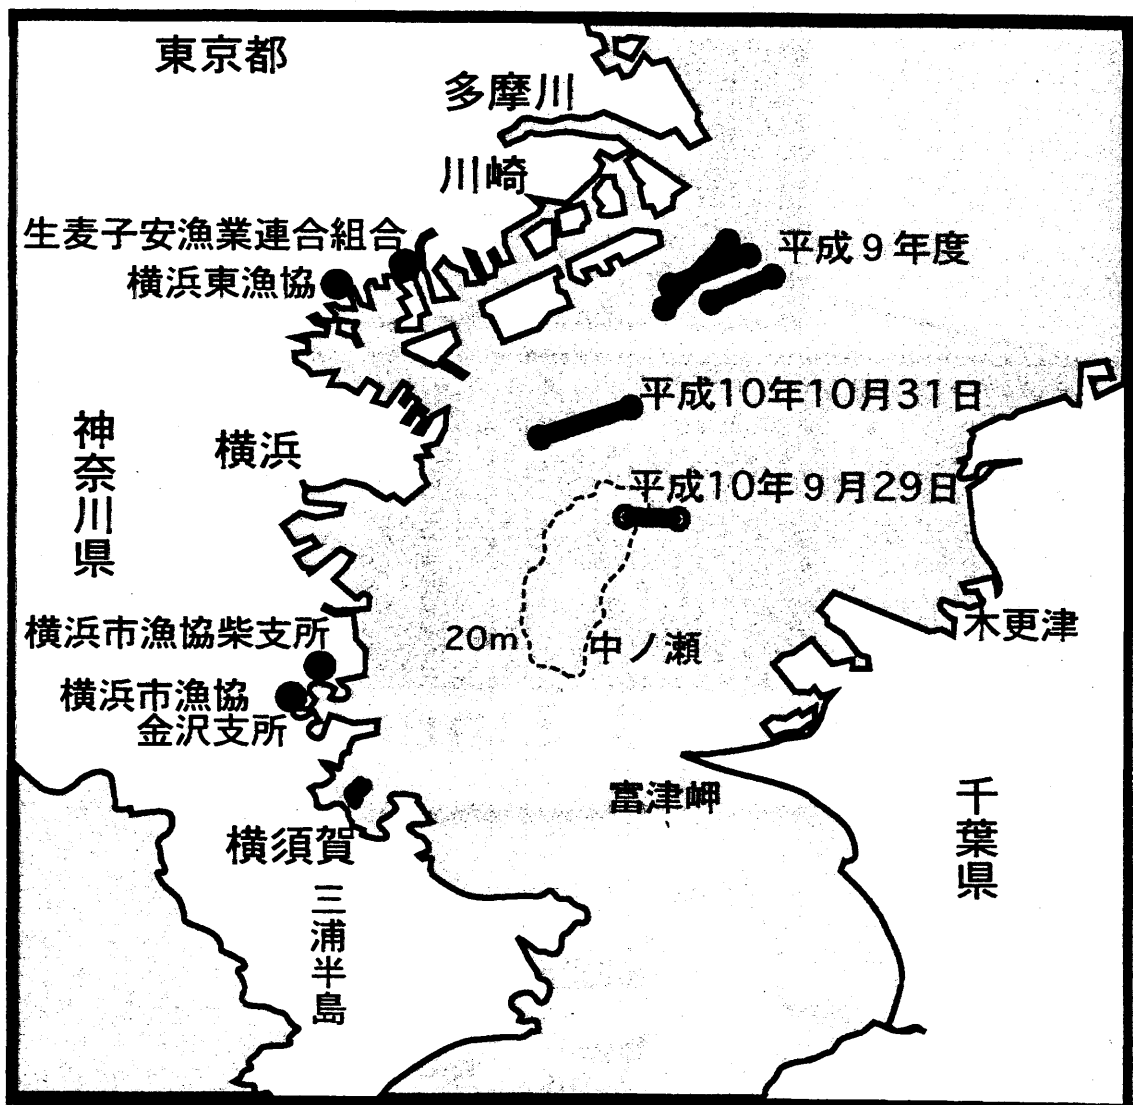 東京都
多摩川
川崎
生麦子安漁業連合組合
横浜東漁協
平成9年度
平成10年10月31日
神奈川県
横浜
平成10年9月29日
横浜市漁協柴支所
20m
中ノ瀬
木更津
横浜市漁協
金沢支所
富津岬
千葉県
横須賀
三浦半島